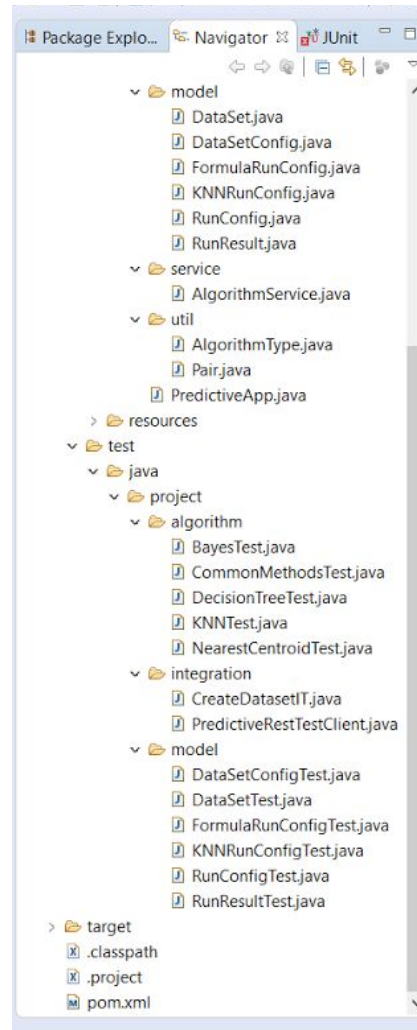 Package Explo... Navigator JUnit
model
DataSet.java
DataSetConfig.java
FormulaRunConfig.java
KNNRunConfig.java
RunConfig.java
RunResult.java
service
AlgorithmService.java
util
AlgorithmType.java
Pair.java
PredictiveApp.java
resources
test
java
project
algorithm
BayesTest.java
CommonMethodsTest.java
DecisionTreeTest.java
KNNTest.java
NearestCentroidTest.java
integration
CreateDatasetIT.java
PredictiveRestTestClient.java
model
DataSetConfigTest.java
DataSetTest.java
FormulaRunConfigTest.java
KNNRunConfigTest.java
RunConfigTest.java
RunResultTest.java
target
.classpath
.project
pom.xml